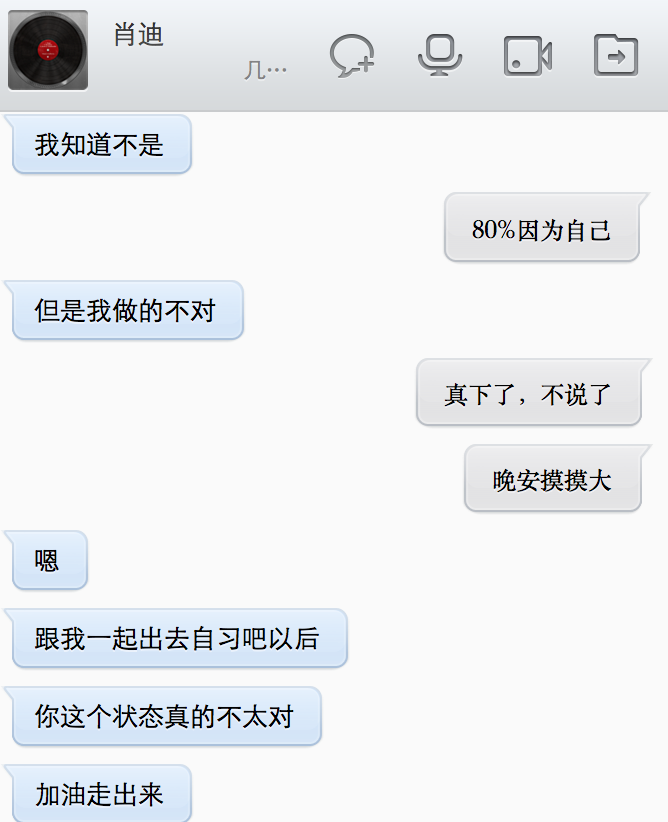 肖迪
几…
我知道不是
80%因为自己
但是我做的不对
真下了，不说了
晚安摸摸大
嗯
跟我一起出去自习吧以后
你这个状态真的不太对
加油走出来